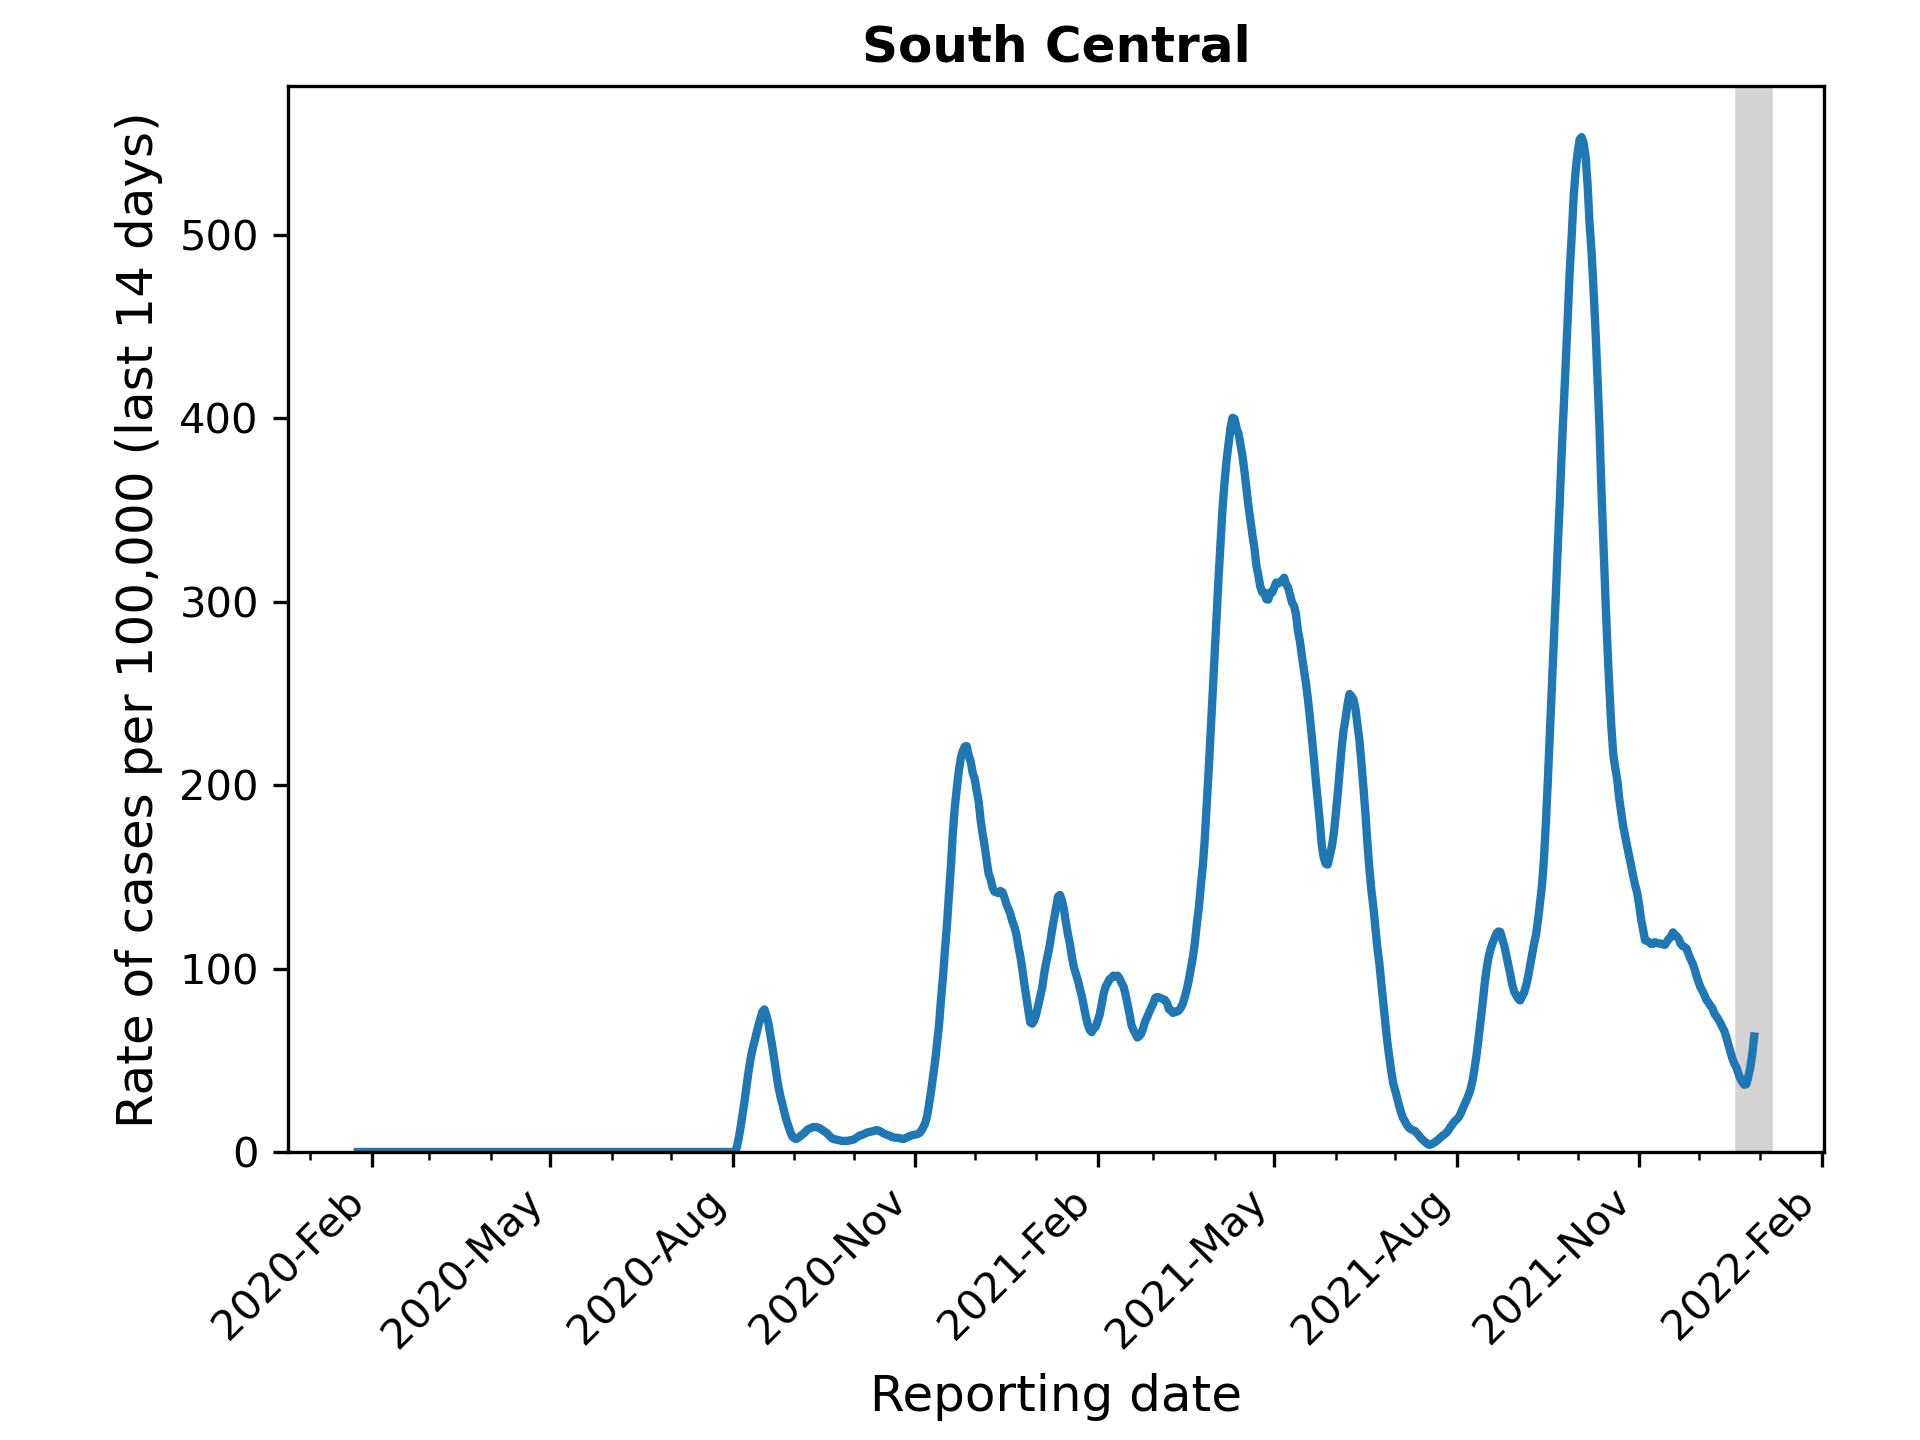 South Central
Rate of cases per 100,000 (last 14 days)
500
400
300
200
100
0
2020-Feb
2020-May
2020-Aug
2020-Nov
2021-Feb
2021-May
2021-Aug
2021-Nov
2022-Feb
Reporting date